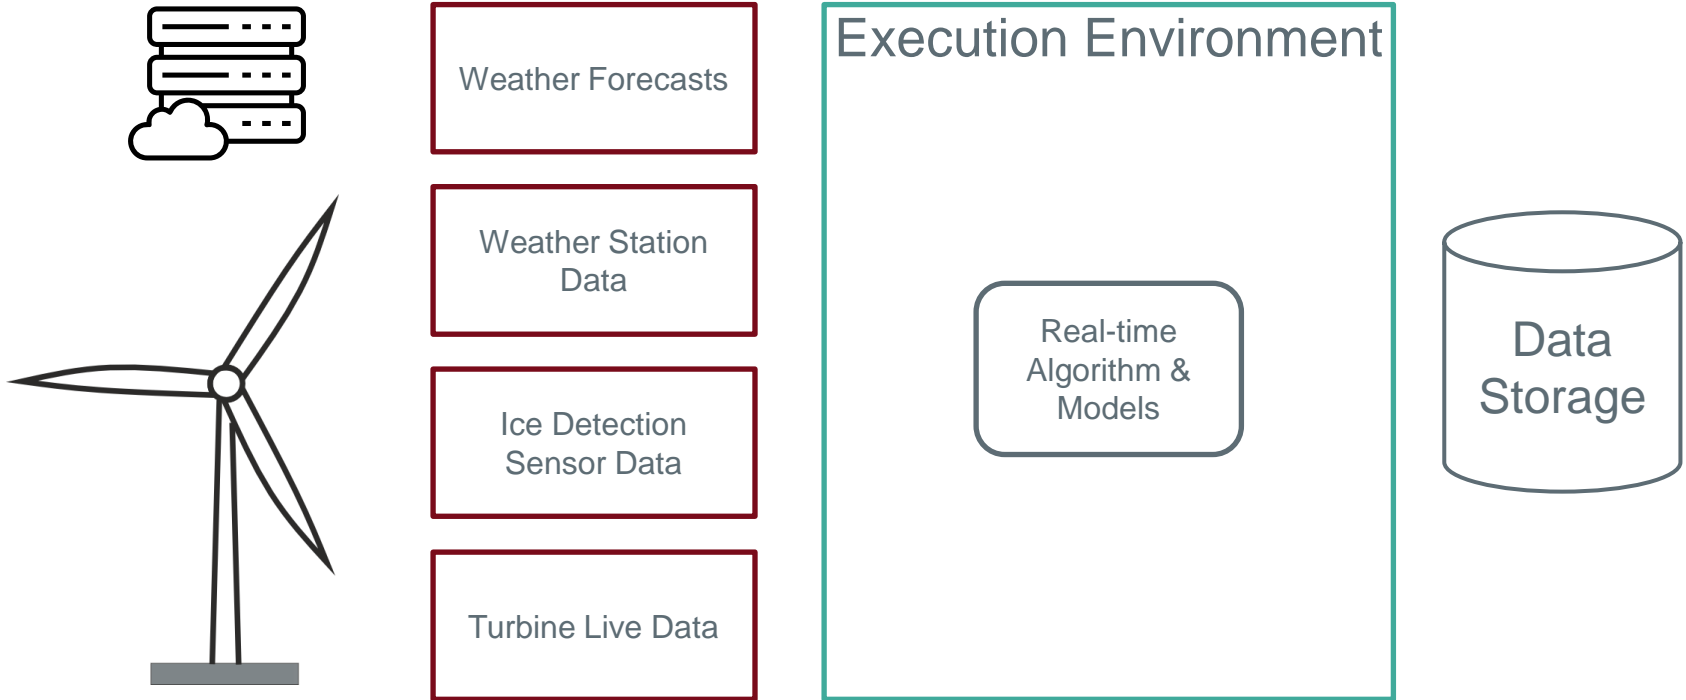 Weather Forecasts
Weather Station
Data
Ice Detection
Sensor Data
Turbine Live Data
Execution Environment
Real-time
Algorithm &
Models
Data
Storage